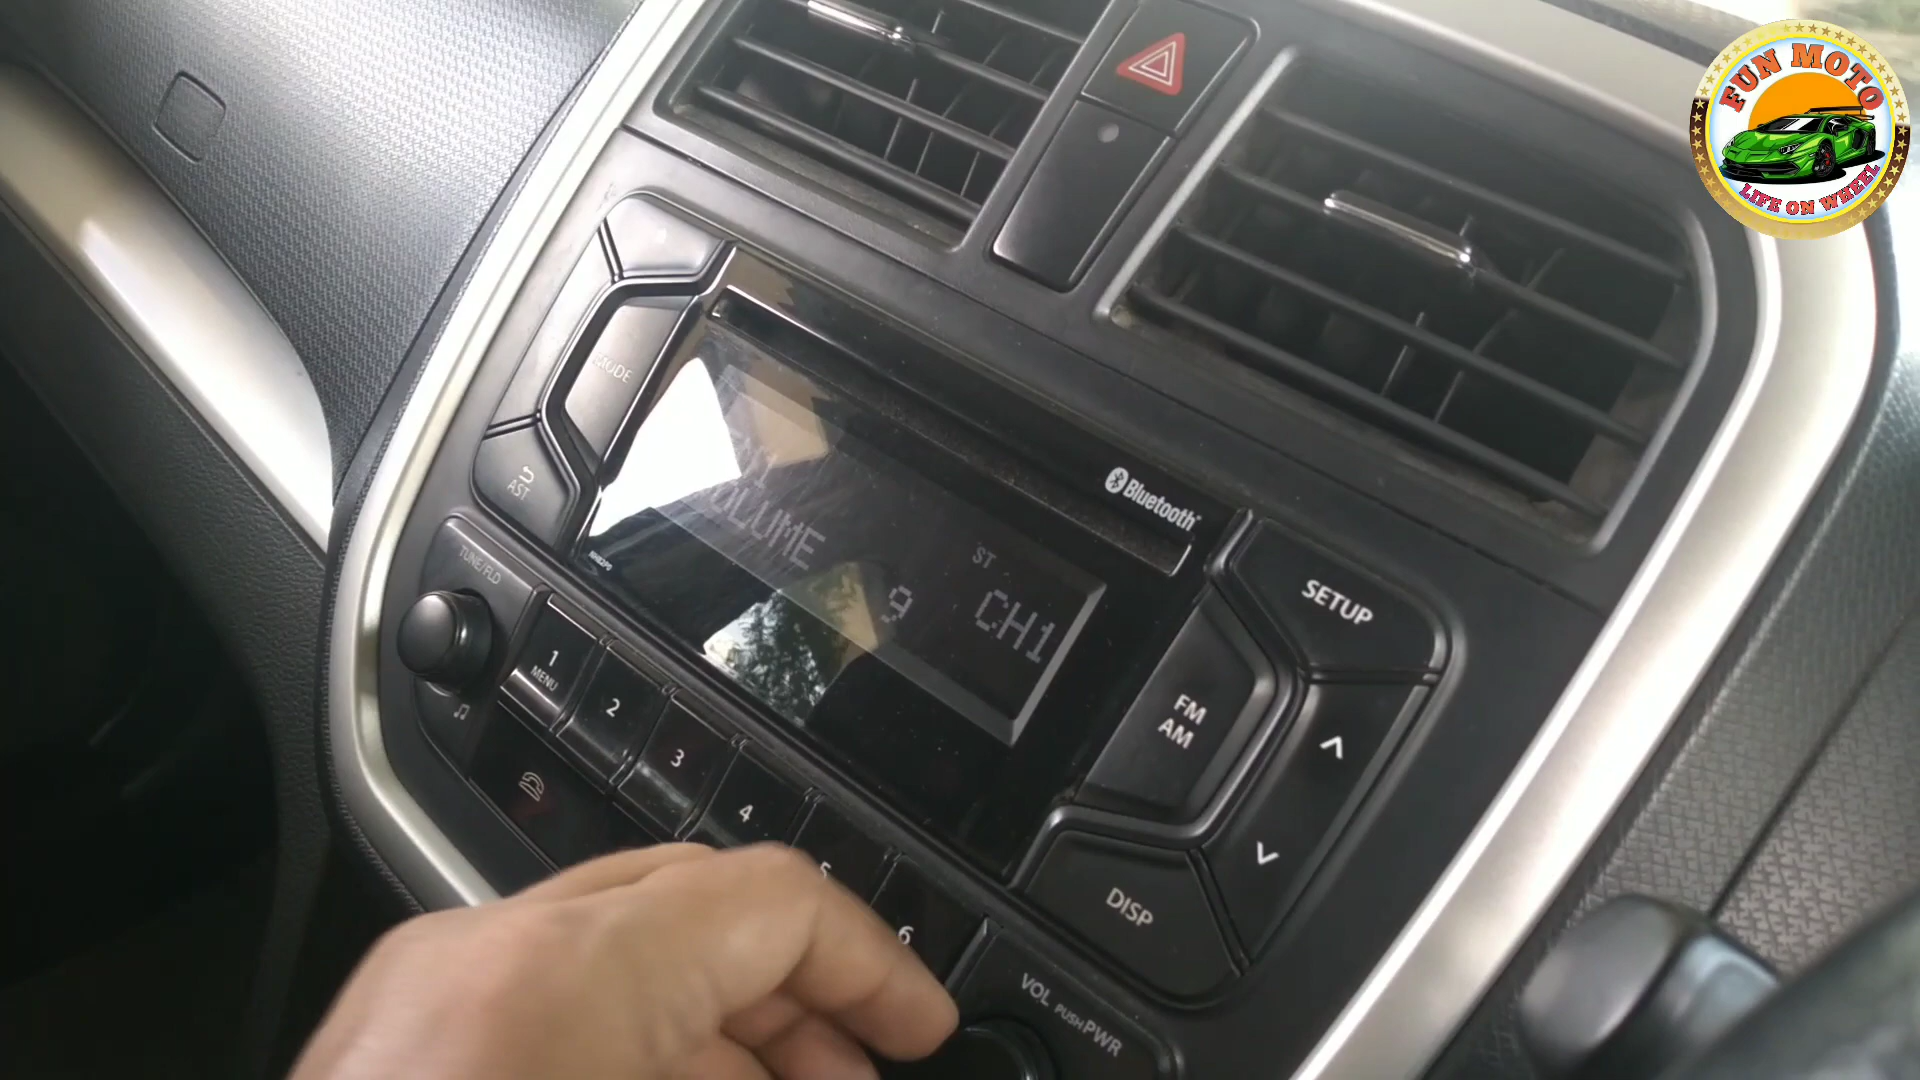 FUN MOTO
LIFE ON WHEEL
MODE
AST
Bluetooth
VOLUME
9
ST
CH1
TUNE/FLD
1
MENU
2
3
4
5
6
SETUP
FM
AM
DISP
VOL PUSH PWR